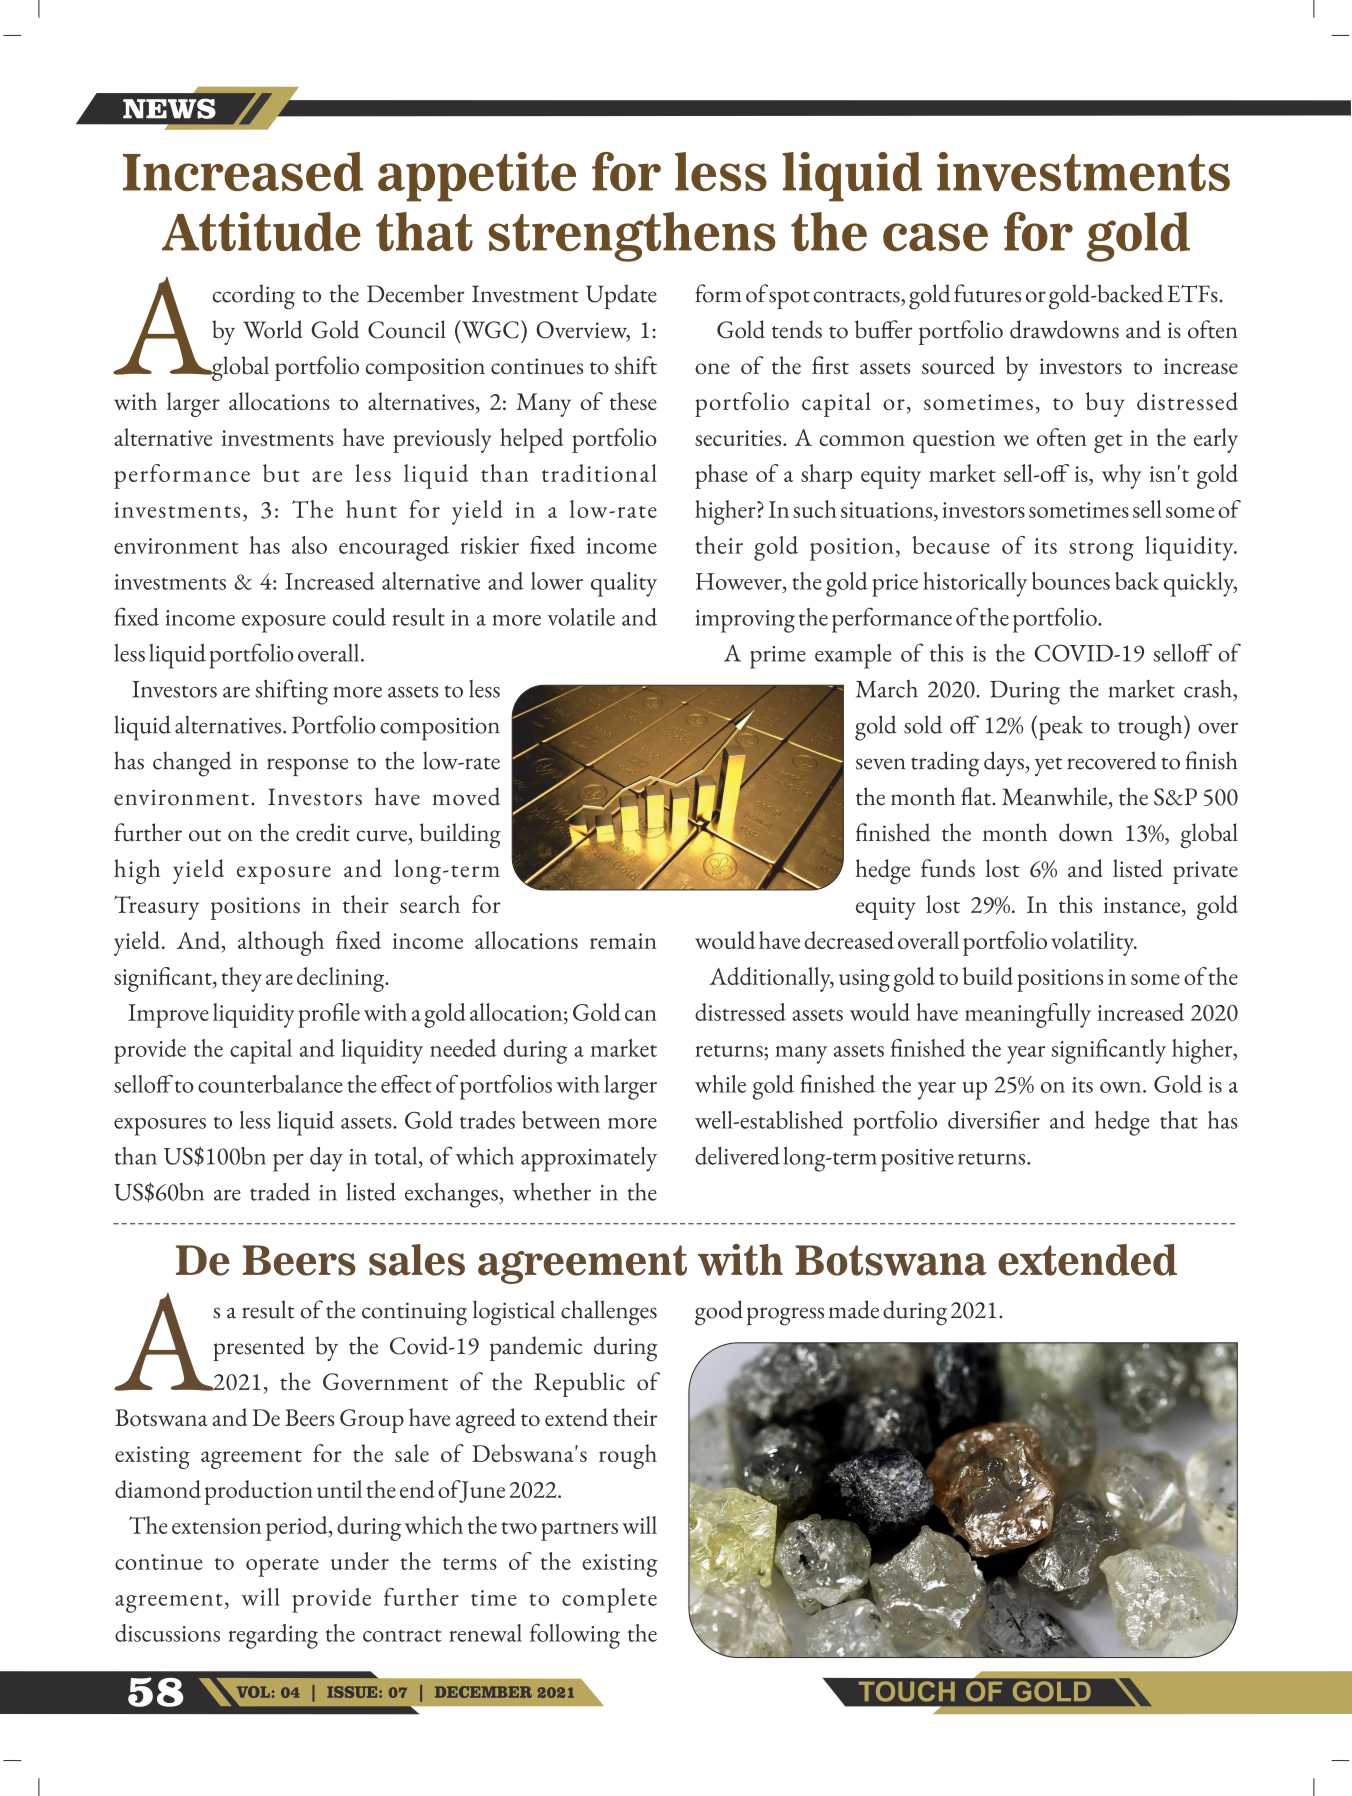 NEWS
Increased appetite for less liquid investments
Attitude that strengthens the case for gold
According to the December Investment Update
by World Gold Council (WGC) Overview, 1:
global portfolio composition continues to shift
with larger allocations to alternatives, 2: Many of these
alternative investments have previously helped portfolio
performance but are less liquid than traditional
investments, 3: The hunt for yield in a low-rate
environment has also encouraged riskier fixed income
investments & 4: Increased alternative and lower quality
fixed income exposure could result in a more volatile and
less liquid portfolio overall.
Investors are shifting more assets to less
liquid alternatives. Portfolio composition
has changed in response to the low-rate
environment. Investors have moved
further out on the credit curve, building
high yield exposure and long-term
Treasury positions in their search for
yield. And, although fixed income allocations remain
significant, they are declining.
Improve liquidity profile with a gold allocation; Gold can
provide the capital and liquidity needed during a market
selloff to counterbalance the effect of portfolios with larger
exposures to less liquid assets. Gold trades between more
than US$100bn per day in total, of which approximately
US$60bn are traded in listed exchanges, whether in the
form of spot contracts, gold futures or gold-backed ETFs.
Gold tends to buffer portfolio drawdowns and is often
one of the first assets sourced by investors to increase
portfolio capital or, sometimes, to buy distressed
securities. A common question we often get in the early
phase of a sharp equity market sell-off is, why isn't gold
higher? In such situations, investors sometimes sell some of
their gold position, because of its strong liquidity.
However, the gold price historically bounces back quickly,
improving the performance of the portfolio.
A prime example of this is the COVID-19 selloff of
March 2020. During the market crash,
gold sold off 12% (peak to trough) over
seven trading days, yet recovered to finish
the month flat. Meanwhile, the S&P 500
finished the month down 13%, global
hedge funds lost 6% and listed private
equity lost 29%. In this instance, gold
would have decreased overall portfolio volatility.
Additionally, using gold to build positions in some of the
distressed assets would have meaningfully increased 2020
returns; many assets finished the year significantly higher,
while gold finished the year up 25% on its own. Gold is a
well-established portfolio diversifier and hedge that has
delivered long-term positive returns.
De Beers sales agreement with Botswana extended
As a result of the continuing logistical challenges
presented by the Covid-19 pandemic during
2021, the Government of the Republic of
Botswana and De Beers Group have agreed to extend their
existing agreement for the sale of Debswana's rough
diamond production until the end of June 2022.
The extension period, during which the two partners will
continue to operate under the terms of the existing
agreement, will provide further time to complete
discussions regarding the contract renewal following the
good progress made during 2021.
58 VOL: 04 | ISSUE: 07 | DECEMBER 2021
TOUCH OF GOLD